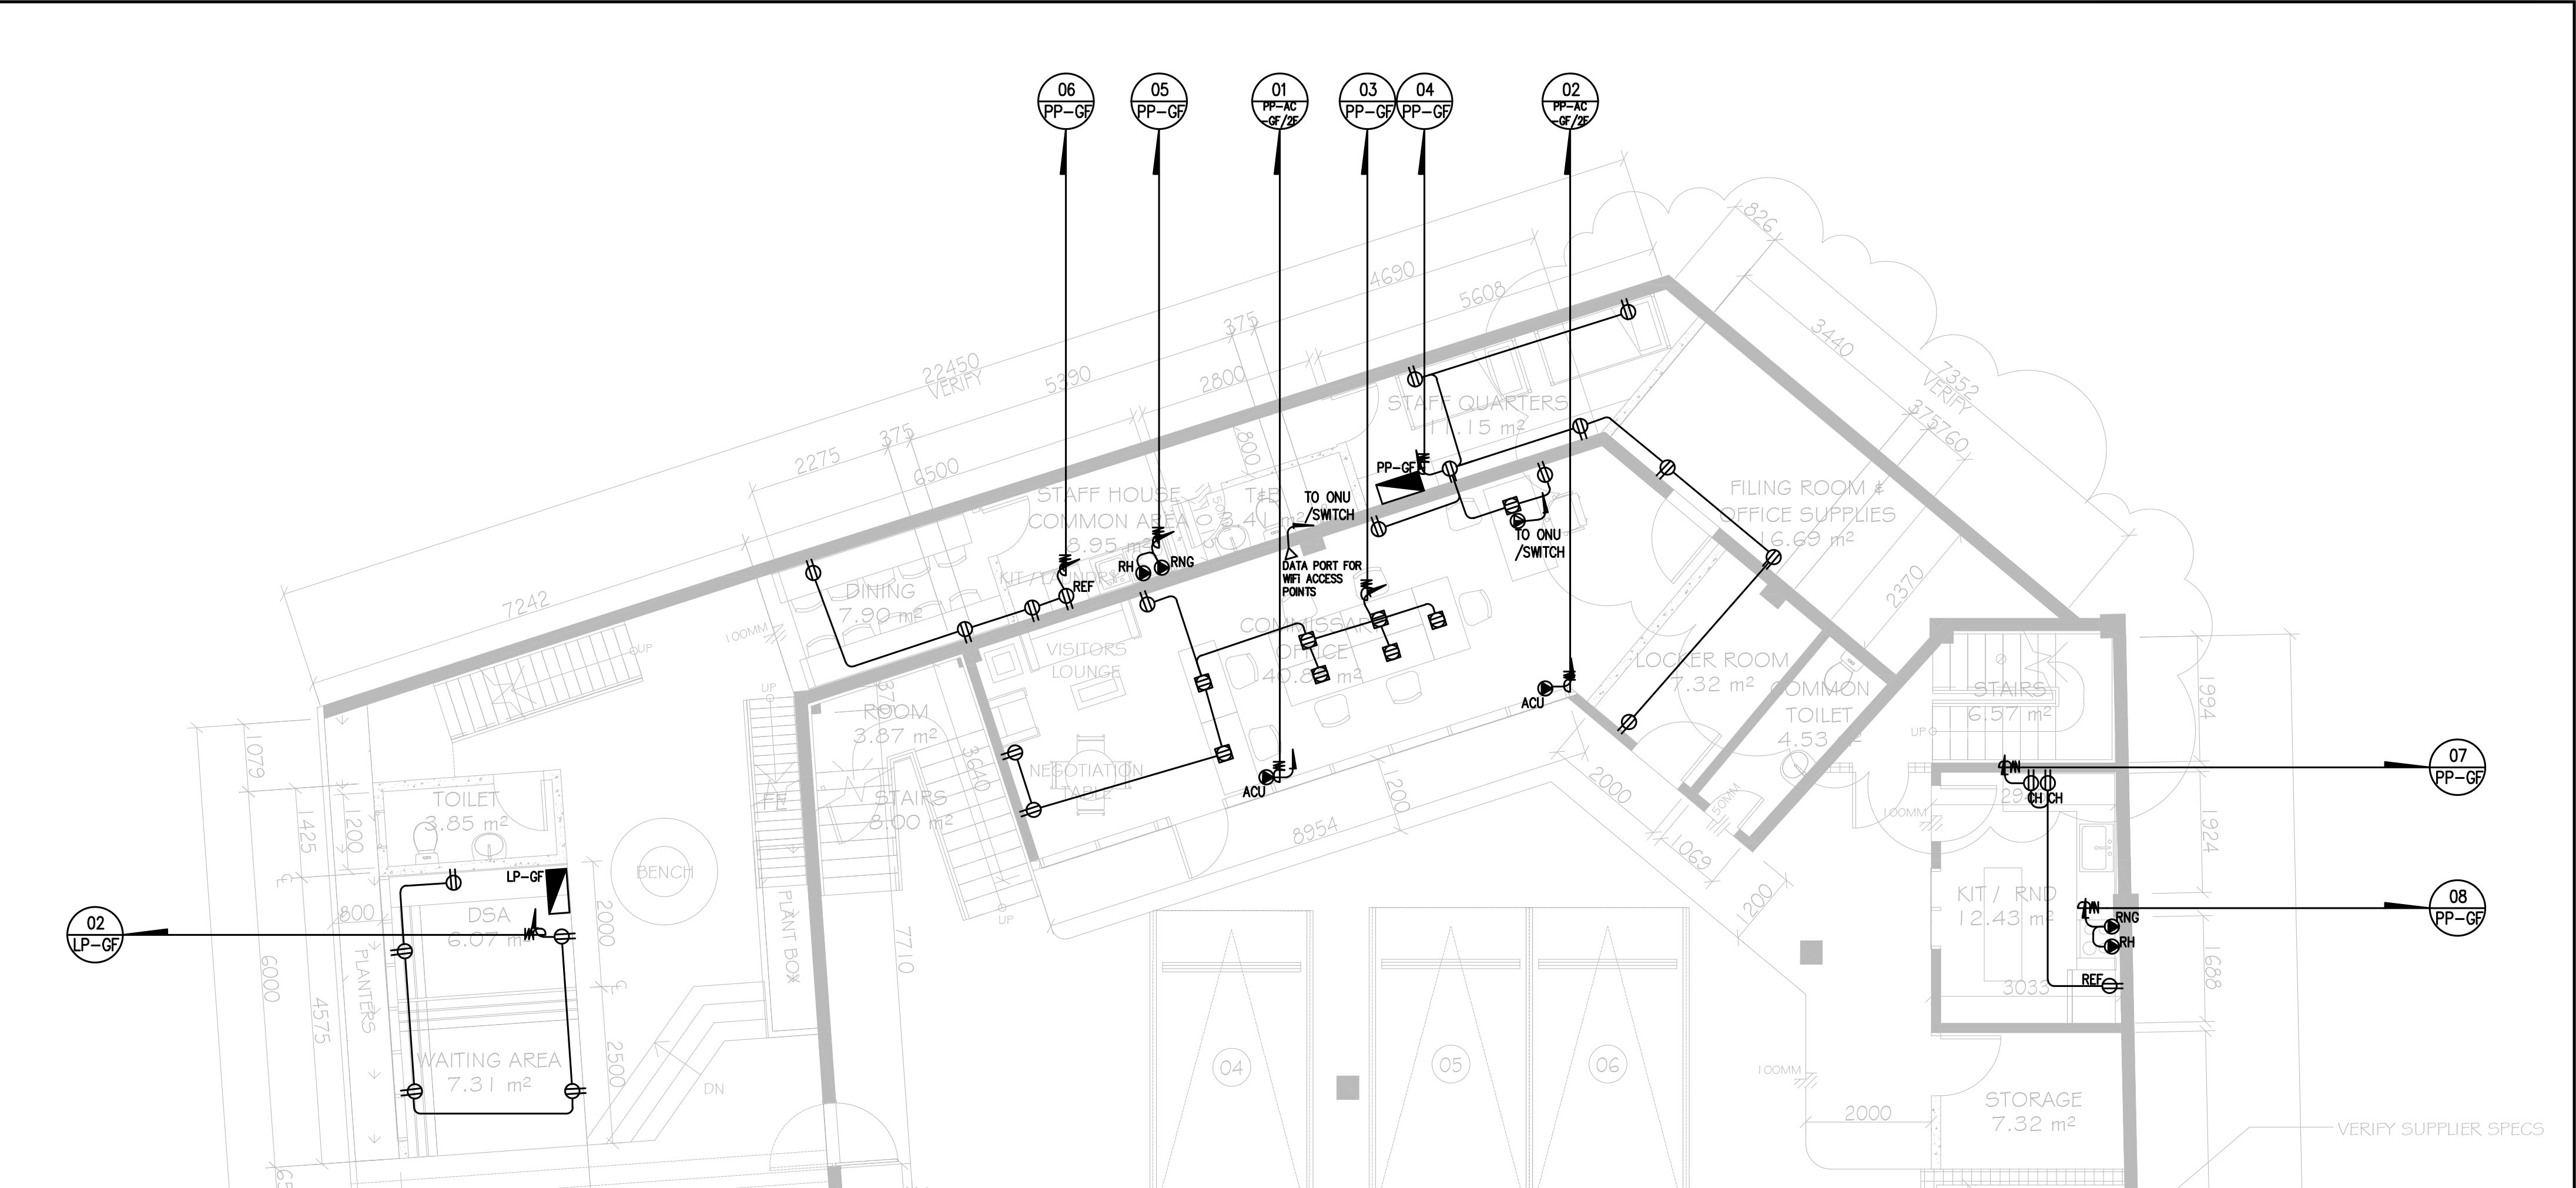 06
PP-GF
05
PP-GF
01
PP-AC
-GF/2F
03
PP-GF
04
PP-GF
02
PP-AC
-GF/2F
826
4690
5608
375
3440
22450
VERIFY
5390
2800
7352
VERIFY
STAFF QUARTERS
11.15 m²
375
760
375
2275
6500
800
PP-GF
STAFF HOUSE
COMMON AREA
8.95 m²
T&B
3.41 m²
TO ONU
/SWITCH
FILING ROOM &
OFFICE SUPPLIES
16.69 m²
TO ONU
/SWITCH
RH
RNG
DATA PORT FOR
WiFi ACCESS
POINTS
KIT / LAUNDRY
REF
DINING
7.90 m²
7242
2370
100MM
UP
COMMISSARY
OFFICE
VISITORS
LOUNGE
LOCKER ROOM
7.32 m²
COMMON
TOILET
4.53
STAIRS
6.57 m²
1994
UP
UP
ROOM
3.87 m²
ACU
UP
3640
1079
NEGOTIATION
TABLE
ACU
1200
2000
07
PP-GF
CH
CH
TOILET
3.85 m²
FE
STAIRS
8.00 m²
1425
1200
8954
50MM
100MM
1924
1069
BENCH
LP-GF
1200
KIT / RND
12.43 m²
08
PP-GF
RNG
RH
02
LP-GF
800
DSA
6.07 m²
2000
PLANT BOX
UP
7710
6000
4575
PLANTERS
REF
3033
1688
WAITING AREA
7.31 m²
2500
DN
04
05
06
100MM
STORAGE
7.32 m²
2000
VERIFY SUPPLIER SPECS